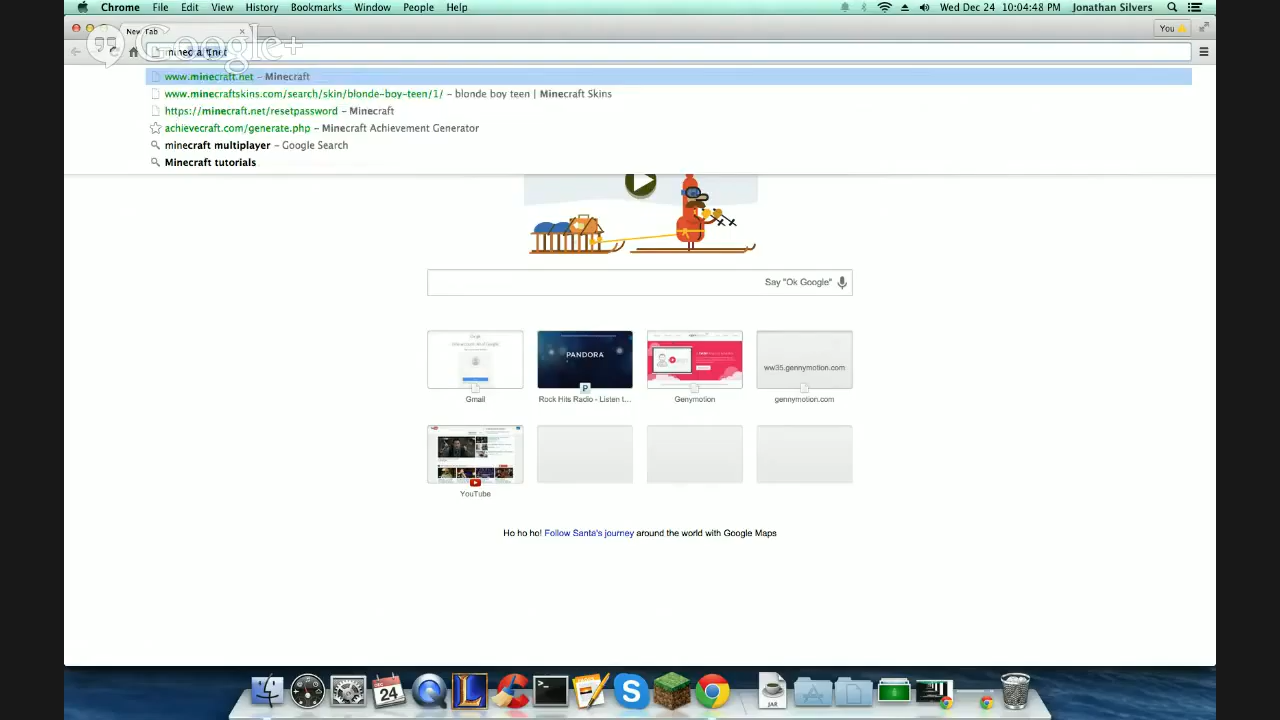 Chrome File Edit View History Bookmarks Window People Help Wed Dec 24 10:04:48 PM Jonathan Silvers
New Tab You
Google+
minecraft.net
www.minecraft.net – Minecraft
www.minecraftskins.com/search/skin/blonde-boy-teen/1/ – blonde boy teen | Minecraft Skins
https://minecraft.net/resetpassword – Minecraft
achievecraft.com/generate.php – Minecraft Achievement Generator
minecraft multiplayer – Google Search
Minecraft tutorials
Say "Ok Google"
PANDORA
ww35.gennymotion.com
Gmail Rock Hits Radio - Listen t... Genymotion gennymotion.com
YouTube
Ho ho ho! Follow Santa's journey around the world with Google Maps
24
JAR